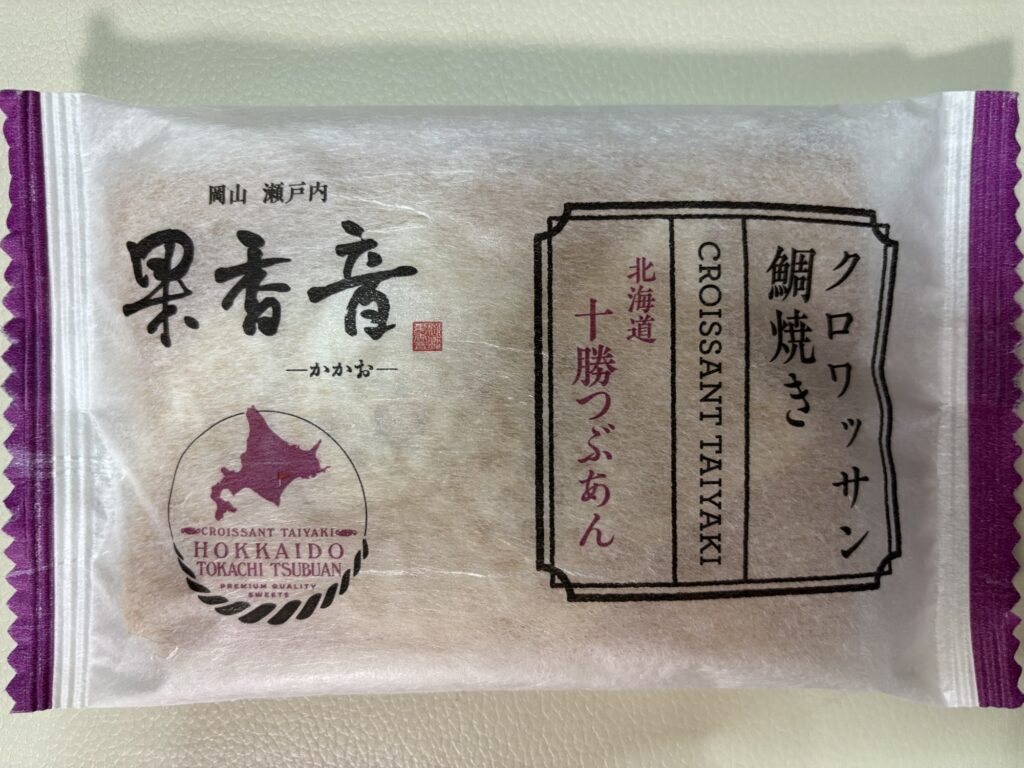 岡山 瀬戸内
果香音
―かかお―
CROISSANT TAIYAKI
HOKKAIDO
TOKACHI TSUBUAN
PREMIUM QUALITY
SWEETS
クロワッサン
鯛焼き
CROISSANT TAIYAKI
北海道
十勝つぶあん